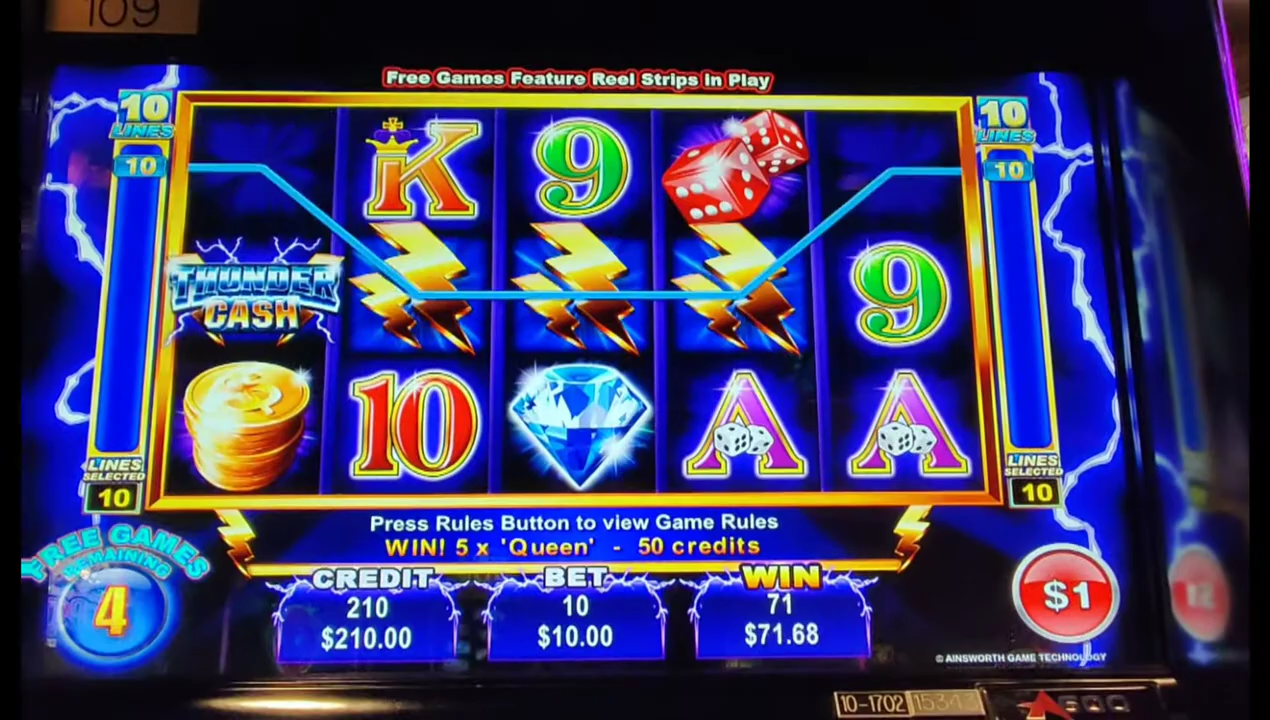 109
Free Games Feature Reel Strips in Play
10
LINES
10
10
LINES
10
K
9
THUNDER
CASH
9
10
A
A
LINES
SELECTED
10
LINES
SELECTED
10
Press Rules Button to view Game Rules
WIN! 5 x 'Queen' - 50 credits
FREE GAMES
REMAINING
4
CREDIT
210
$210.00
BET
10
$10.00
WIN
71
$71.68
$1
© AINSWORTH GAME TECHNOLOGY
10-1702